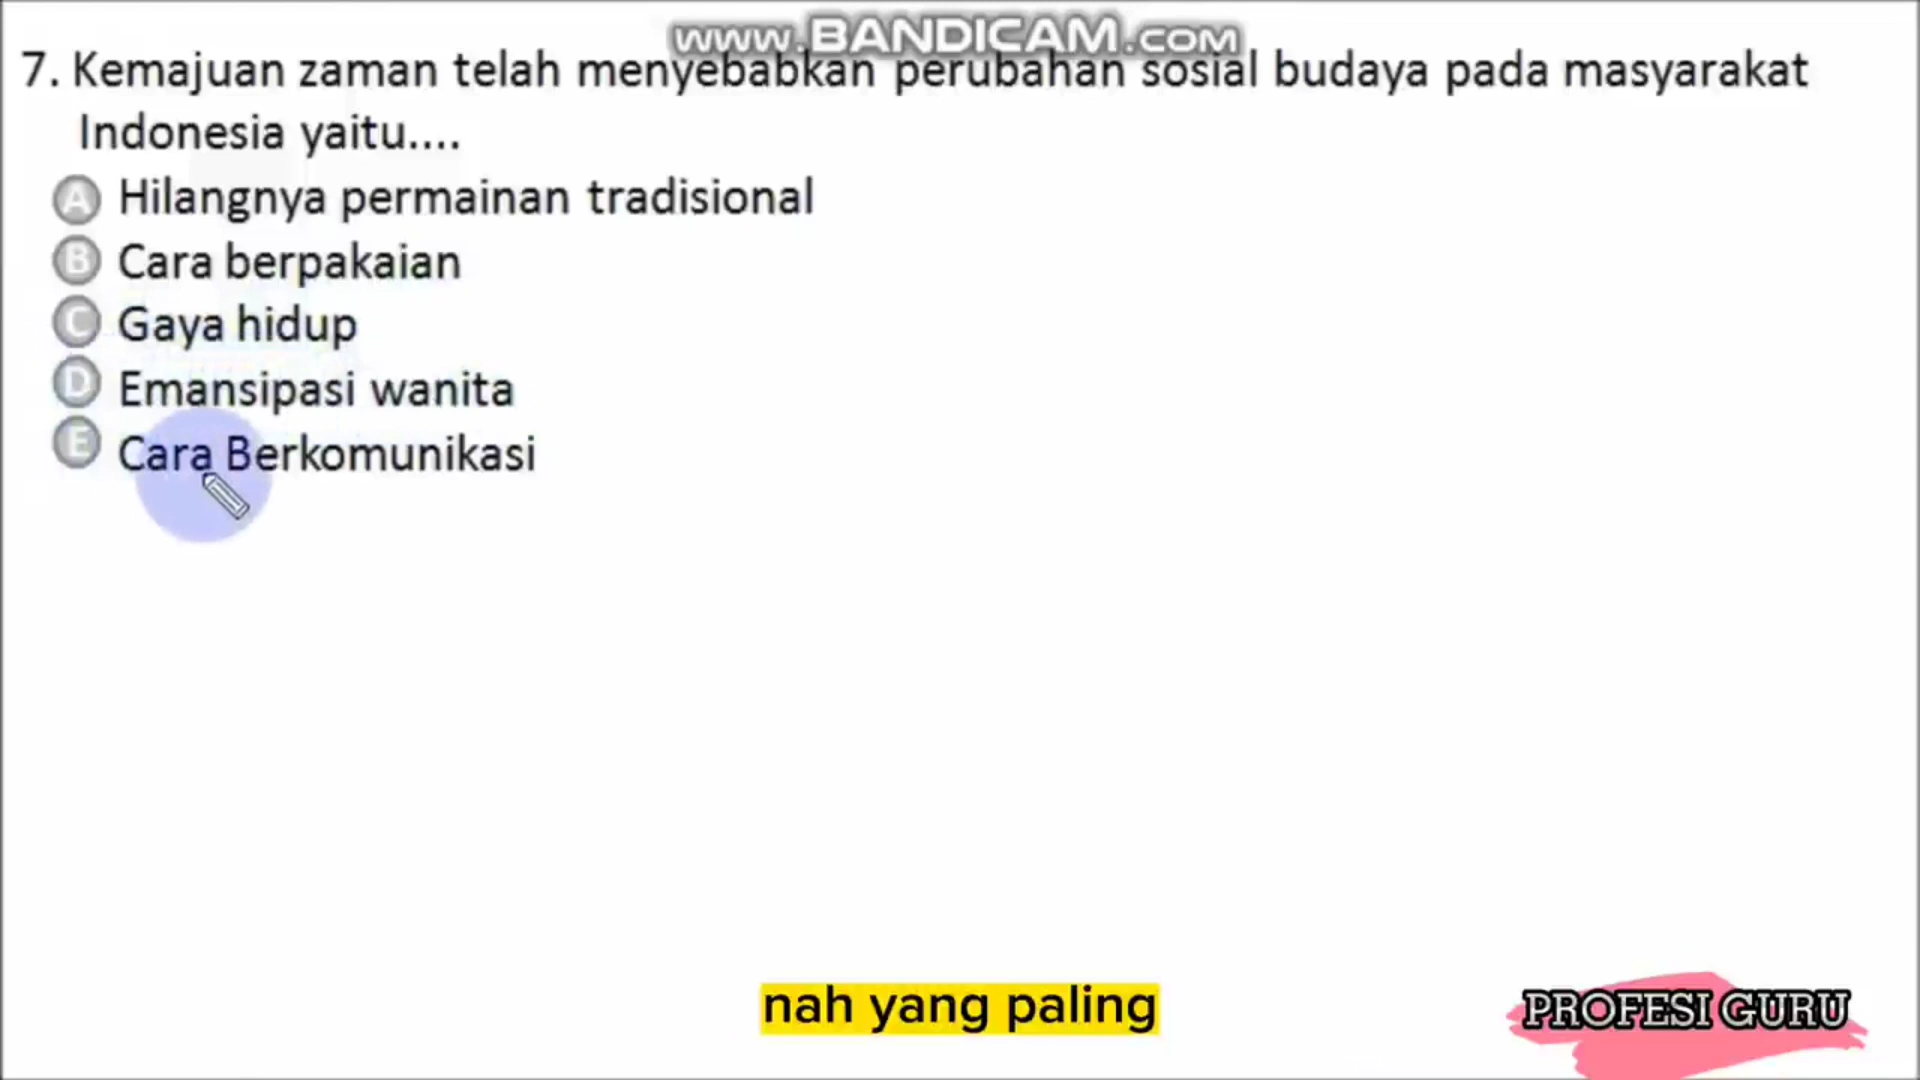 www.BANDICAM.com
7. Kemajuan zaman telah menyebabkan perubahan sosial budaya pada masyarakat
Indonesia yaitu....
A Hilangnya permainan tradisional
B Cara berpakaian
C Gaya hidup
D Emansipasi wanita
E Cara Berkomunikasi
nah yang paling
PROFESI GURU